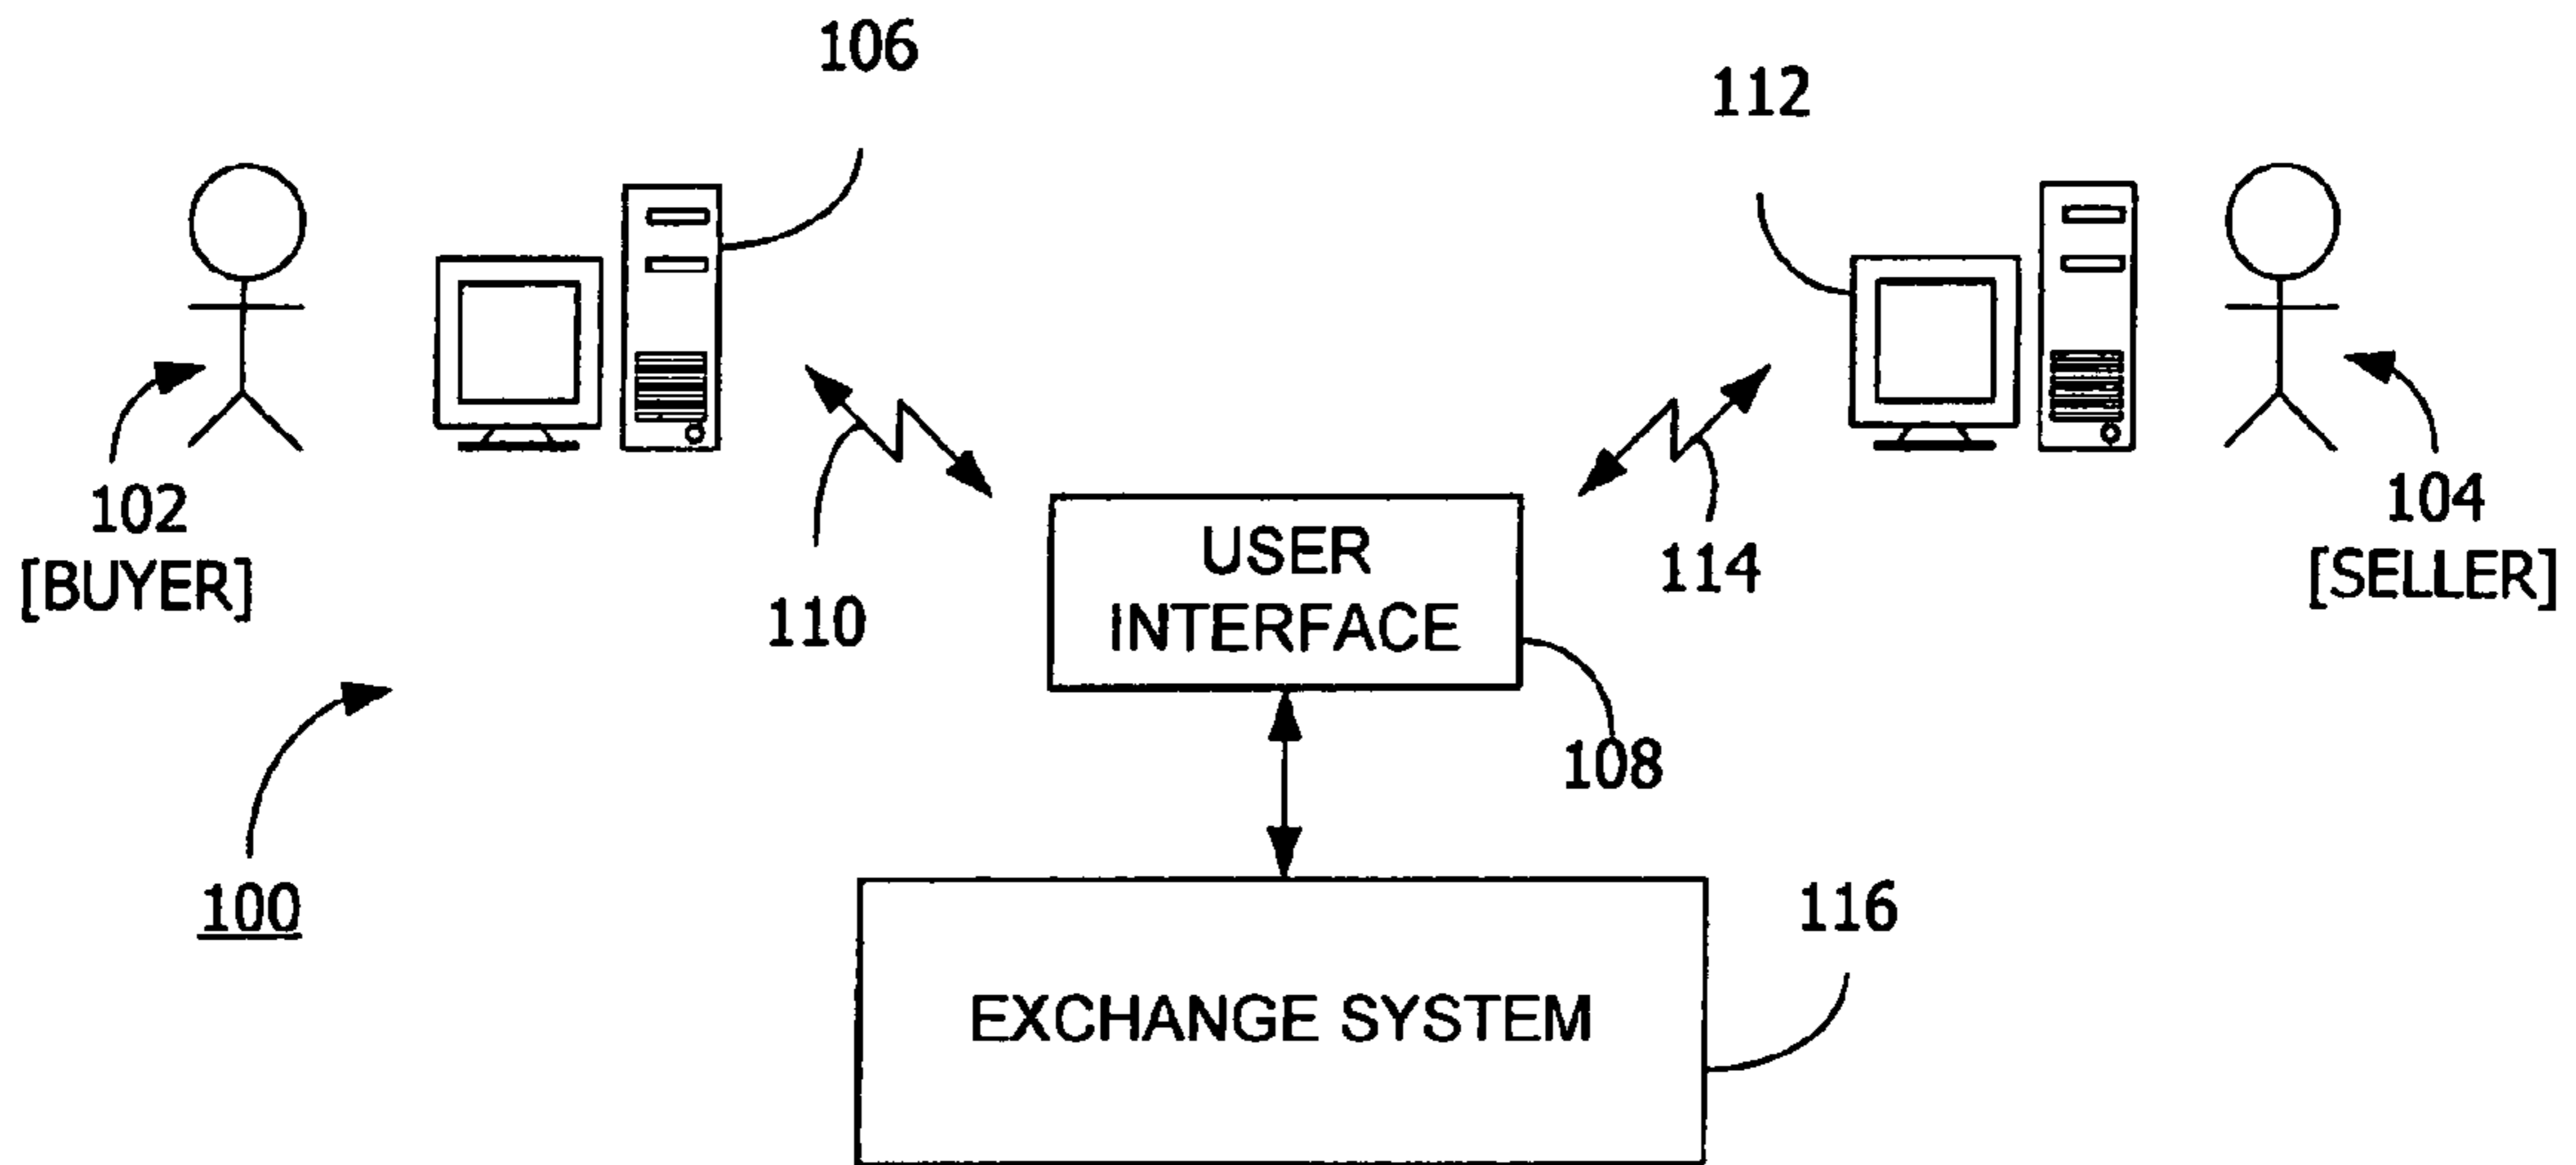 106
112
102
[BUYER]
104
[SELLER]
110
USER
INTERFACE
114
108
100
116
EXCHANGE SYSTEM